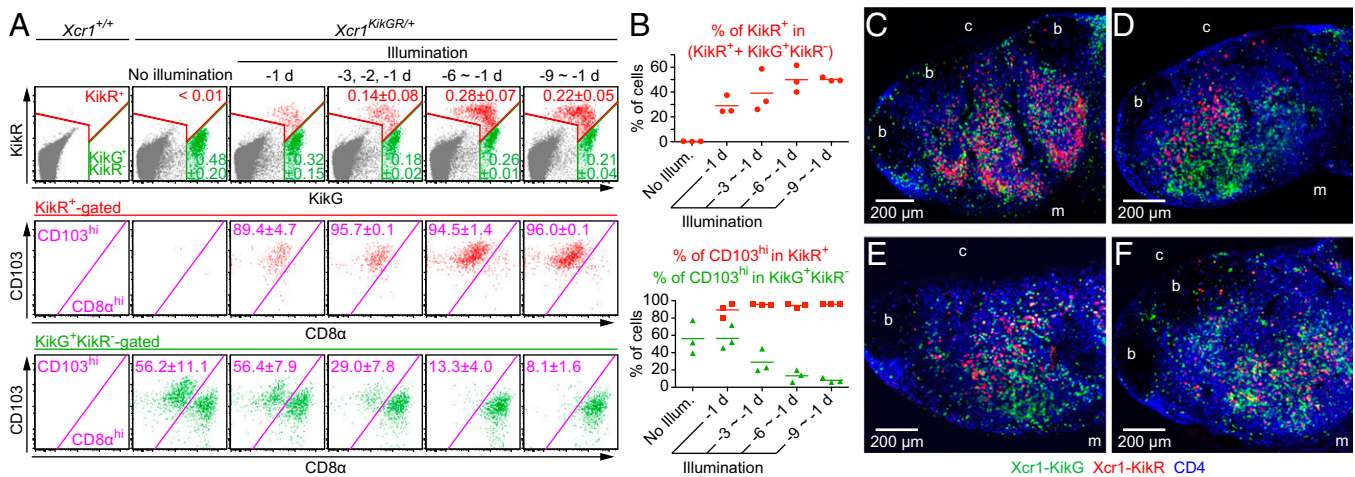 A
Xcr1+/+
Xcr1KikGR/+
Illumination
No illumination
-1 d
-3, -2, -1 d
-6 ~ -1 d
-9 ~ -1 d
KikR
KikR+
KikG+
KikR-
< 0.01
0.14±0.08
0.28±0.07
0.22±0.05
0.48
±0.20
0.32
±0.15
0.18
±0.02
0.26
±0.01
0.21
±0.04
KikG
KikR+-gated
CD103
CD103hi
CD8αhi
89.4±4.7
95.7±0.1
94.5±1.4
96.0±0.1
CD8α
KikG+KikR--gated
CD103
CD103hi
CD8αhi
56.2±11.1
56.4±7.9
29.0±7.8
13.3±4.0
8.1±1.6
CD8α
B
% of KikR+ in
(KikR++ KikG+KikR-)
% of cells
60
40
20
0
No Illum.
-1 d
-3 ~ -1 d
-6 ~ -1 d
-9 ~ -1 d
Illumination
% of CD103hi in KikR+
% of CD103hi in KikG+KikR-
% of cells
100
80
60
40
20
0
No Illum.
-1 d
-3 ~ -1 d
-6 ~ -1 d
-9 ~ -1 d
Illumination
C
c
b
b
b
m
200 µm
D
c
b
b
m
200 µm
E
c
b
m
200 µm
F
c
b
b
m
200 µm
Xcr1-KikG Xcr1-KikR CD4